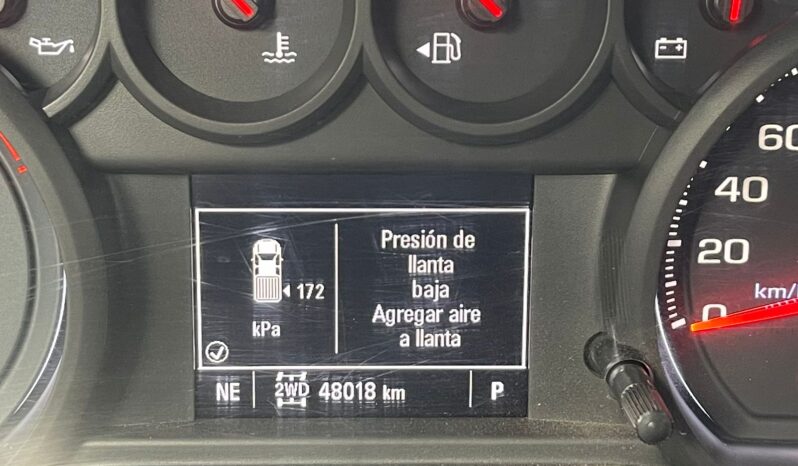 60
40
20
0
km/
Presión de
llanta
baja
Agregar aire
a llanta
172
kPa
NE 2WD 48018 km P